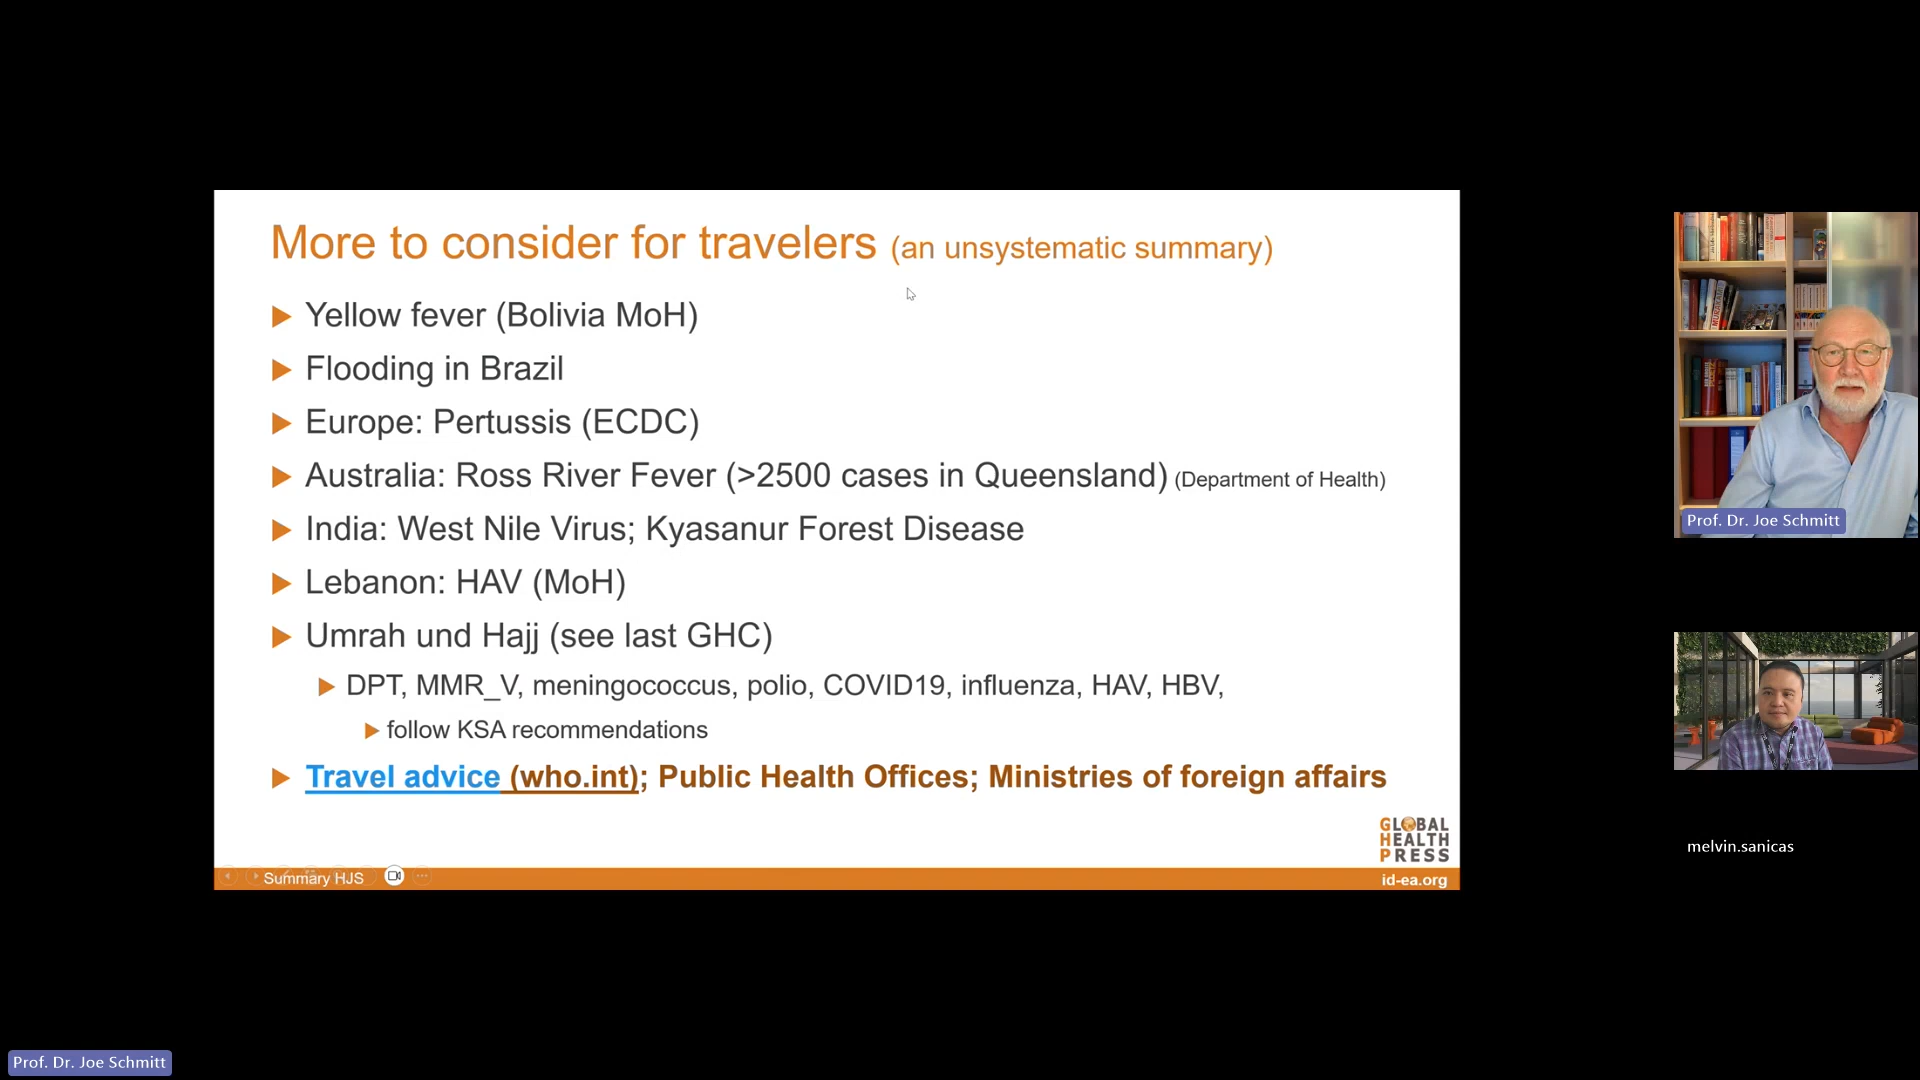 More to consider for travelers (an unsystematic summary)
Yellow fever (Bolivia MoH)
Flooding in Brazil
Europe: Pertussis (ECDC)
Australia: Ross River Fever (>2500 cases in Queensland) (Department of Health)
India: West Nile Virus; Kyasanur Forest Disease
Lebanon: HAV (MoH)
Umrah und Hajj (see last GHC)
DPT, MMR_V, meningococcus, polio, COVID19, influenza, HAV, HBV,
follow KSA recommendations
Travel advice (who.int); Public Health Offices; Ministries of foreign affairs
GLOBAL
HEALTH
PRESS
Summary HJS
id-ea.org
Prof. Dr. Joe Schmitt
melvin.sanicas
Prof. Dr. Joe Schmitt